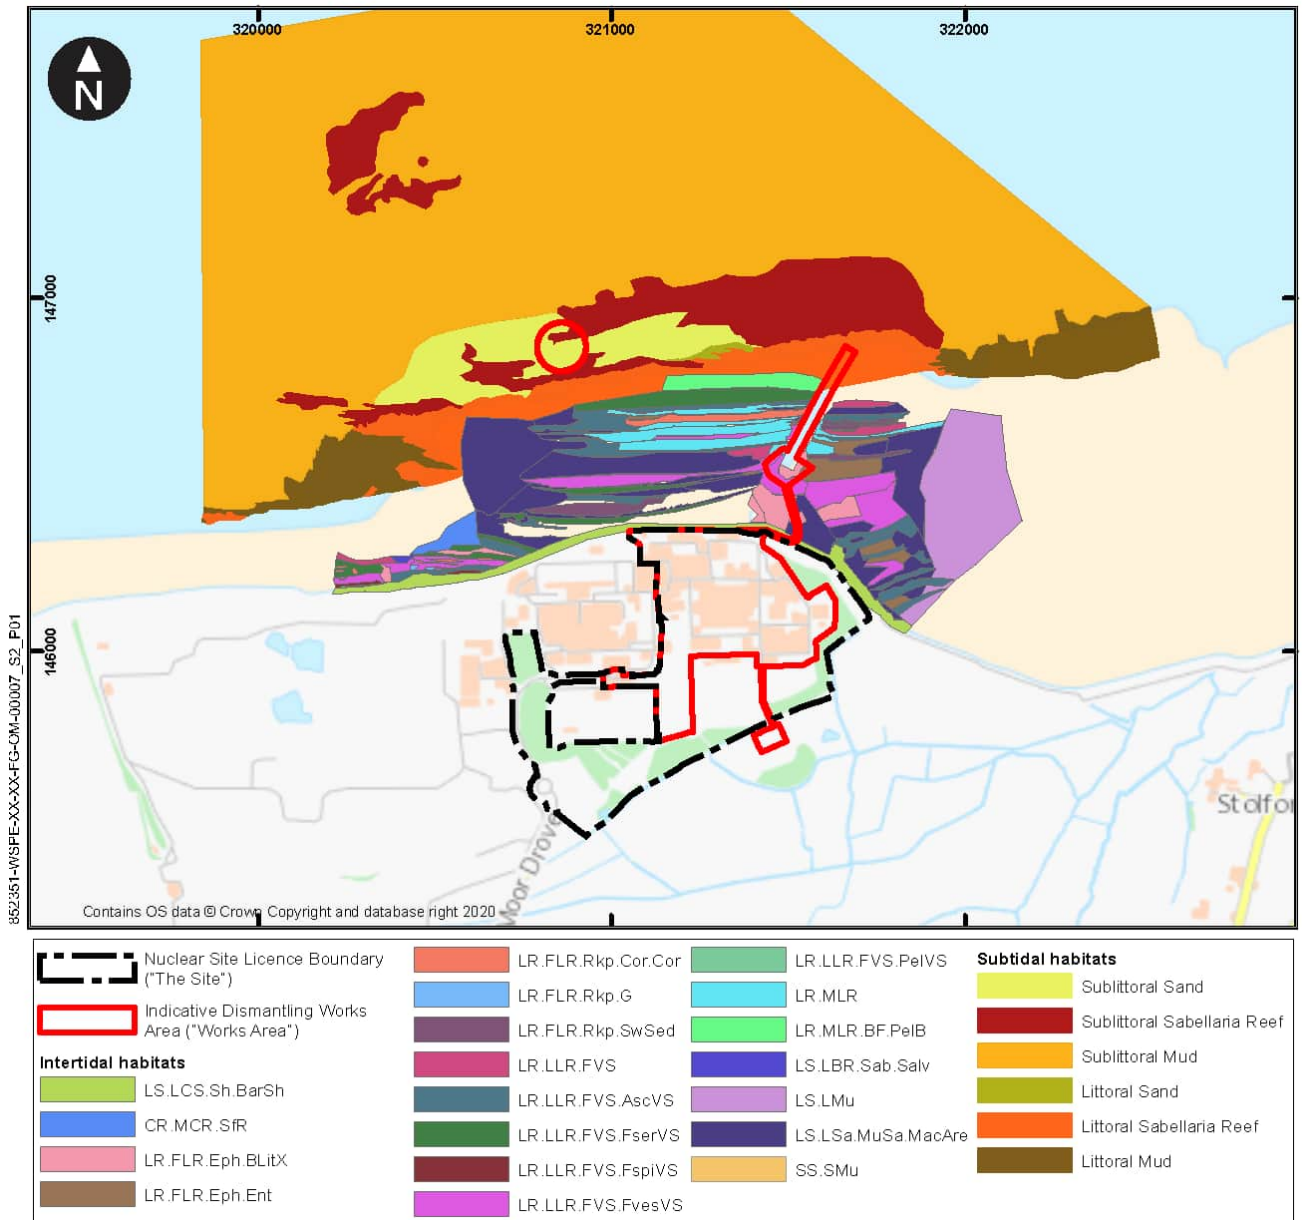 320000
321000
322000
N
147000
146000
852351-WSPE-XX-XX-FG-OM-00007_S2_P01
Stolfor
Moor Drove
Contains OS data © Crown Copyright and database right 2020
Nuclear Site Licence Boundary
("The Site")
Indicative Dismantling Works
Area ("Works Area")
Intertidal habitats
LS.LCS.Sh.BarSh
CR.MCR.SfR
LR.FLR.Eph.BLitX
LR.FLR.Eph.Ent
LR.FLR.Rkp.Cor.Cor
LR.FLR.Rkp.G
LR.FLR.Rkp.SwSed
LR.LLR.FVS
LR.LLR.FVS.AscVS
LR.LLR.FVS.FserVS
LR.LLR.FVS.FspiVS
LR.LLR.FVS.FvesVS
LR.LLR.FVS.PelVS
LR.MLR
LR.MLR.BF.PelB
LS.LBR.Sab.Salv
LS.LMu
LS.LSa.MuSa.MacAre
SS.SMu
Subtidal habitats
Sublittoral Sand
Sublittoral Sabellaria Reef
Sublittoral Mud
Littoral Sand
Littoral Sabellaria Reef
Littoral Mud